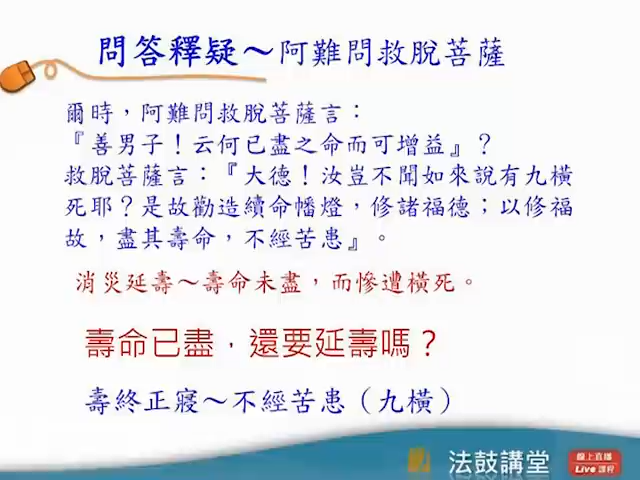 問答釋疑～阿難問救脫菩薩
爾時，阿難問救脫菩薩言：
『善男子！云何已盡之命而可增益』？
救脫菩薩言：『大德！汝豈不聞如來說有九橫
死耶？是故勸造續命幡燈，修諸福德；以修福
故，盡其壽命，不經苦患』。
消災延壽～壽命未盡，而慘遭橫死。
壽命已盡，還要延壽嗎？
壽終正寢～不經苦患（九橫）
法鼓講堂
線上直播
Live 課程